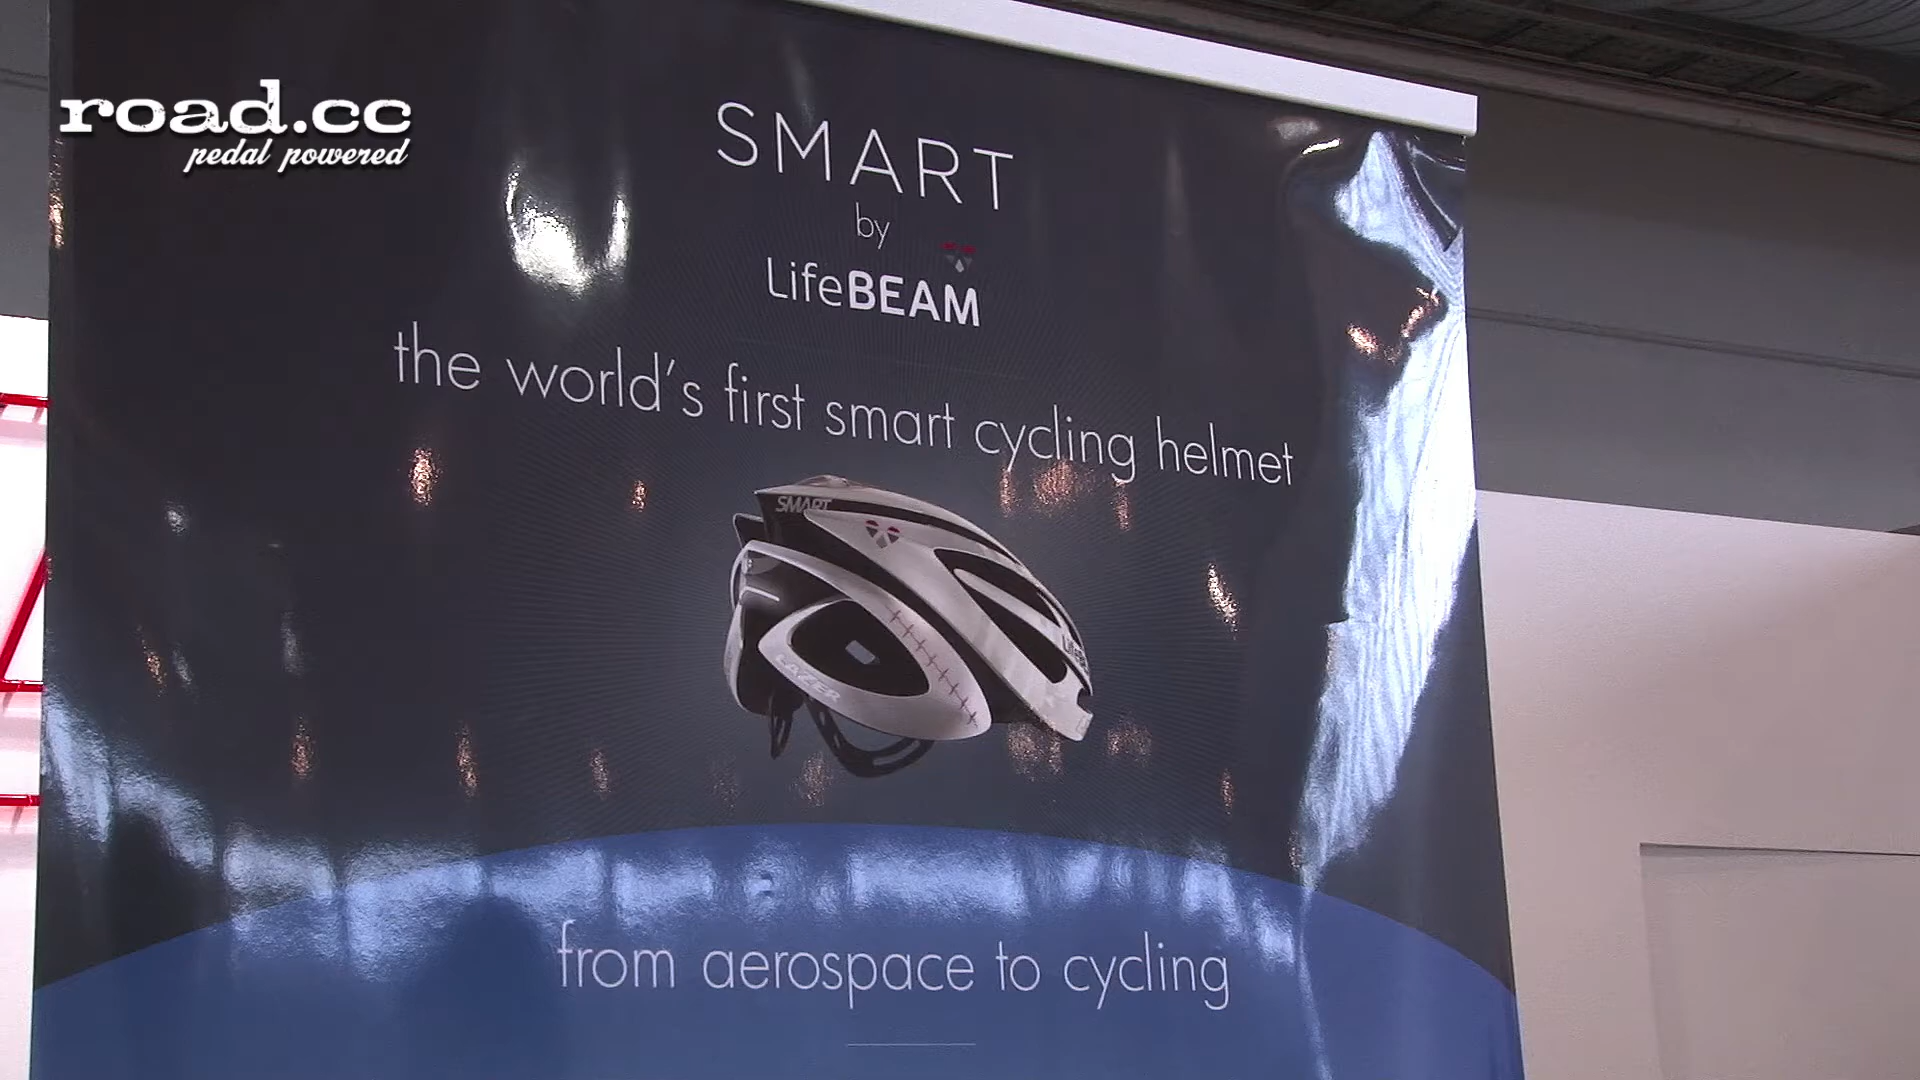 road.cc
pedal powered
SMART
by
LifeBEAM
the world's first smart cycling helmet
SMART
LAZER
from aerospace to cycling